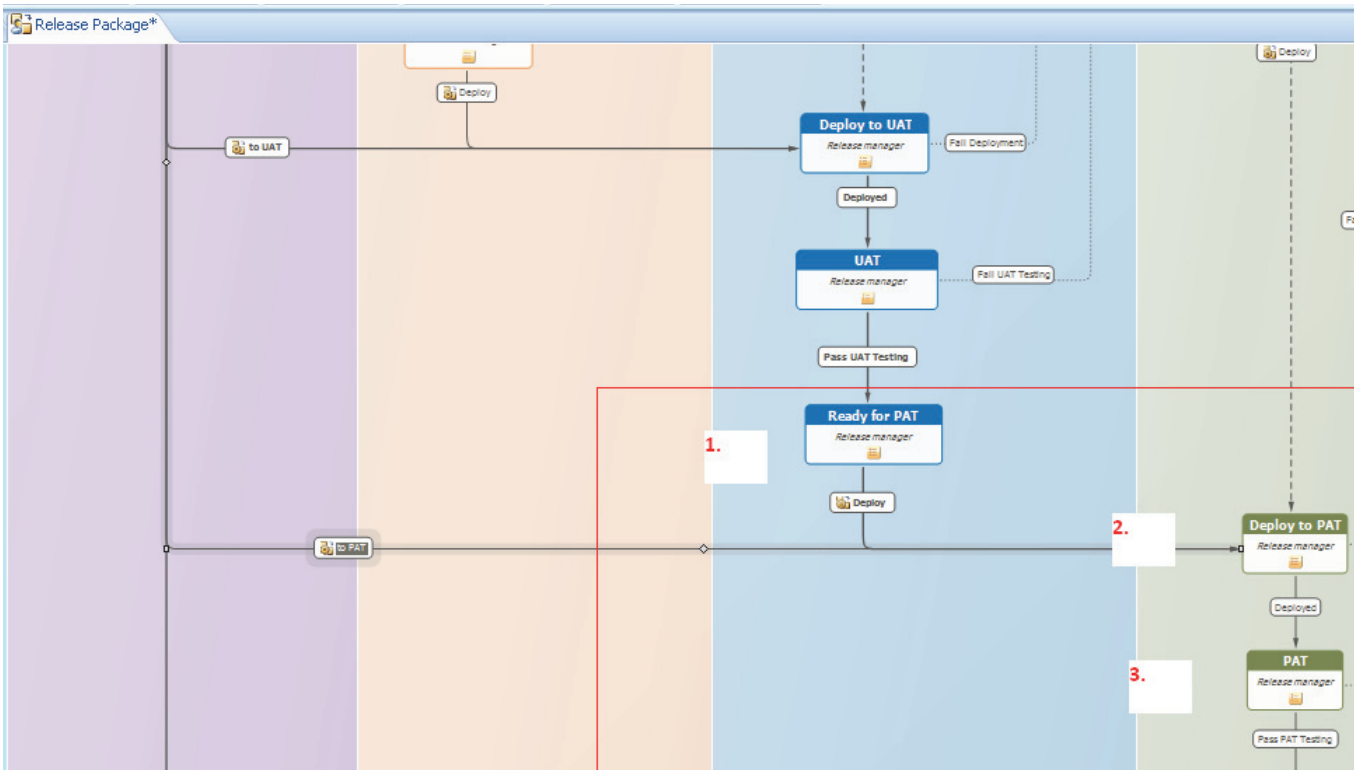 Release Package*
Deploy
Deploy
Deploy to UAT
Release manager
Fail Deployment
to UAT
Deployed
UAT
Release manager
Fail UAT Testing
Pass UAT Testing
Ready for PAT
Release manager
1.
Deploy
2.
Deploy to PAT
Release manager
to PAT
Deployed
PAT
Release manager
3.
Pass PAT Testing